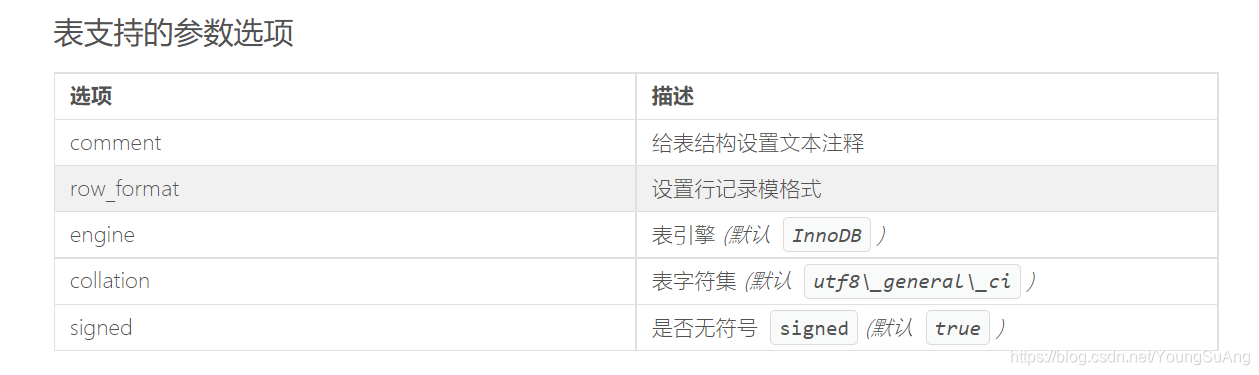 表支持的参数选项
选项 描述
comment 给表结构设置文本注释
row_format 设置行记录模格式
engine 表引擎 (默认 InnoDB )
collation 表字符集 (默认 utf8\_general\_ci )
signed 是否无符号 signed (默认 true )
https://blog.csdn.net/YoungSuAng